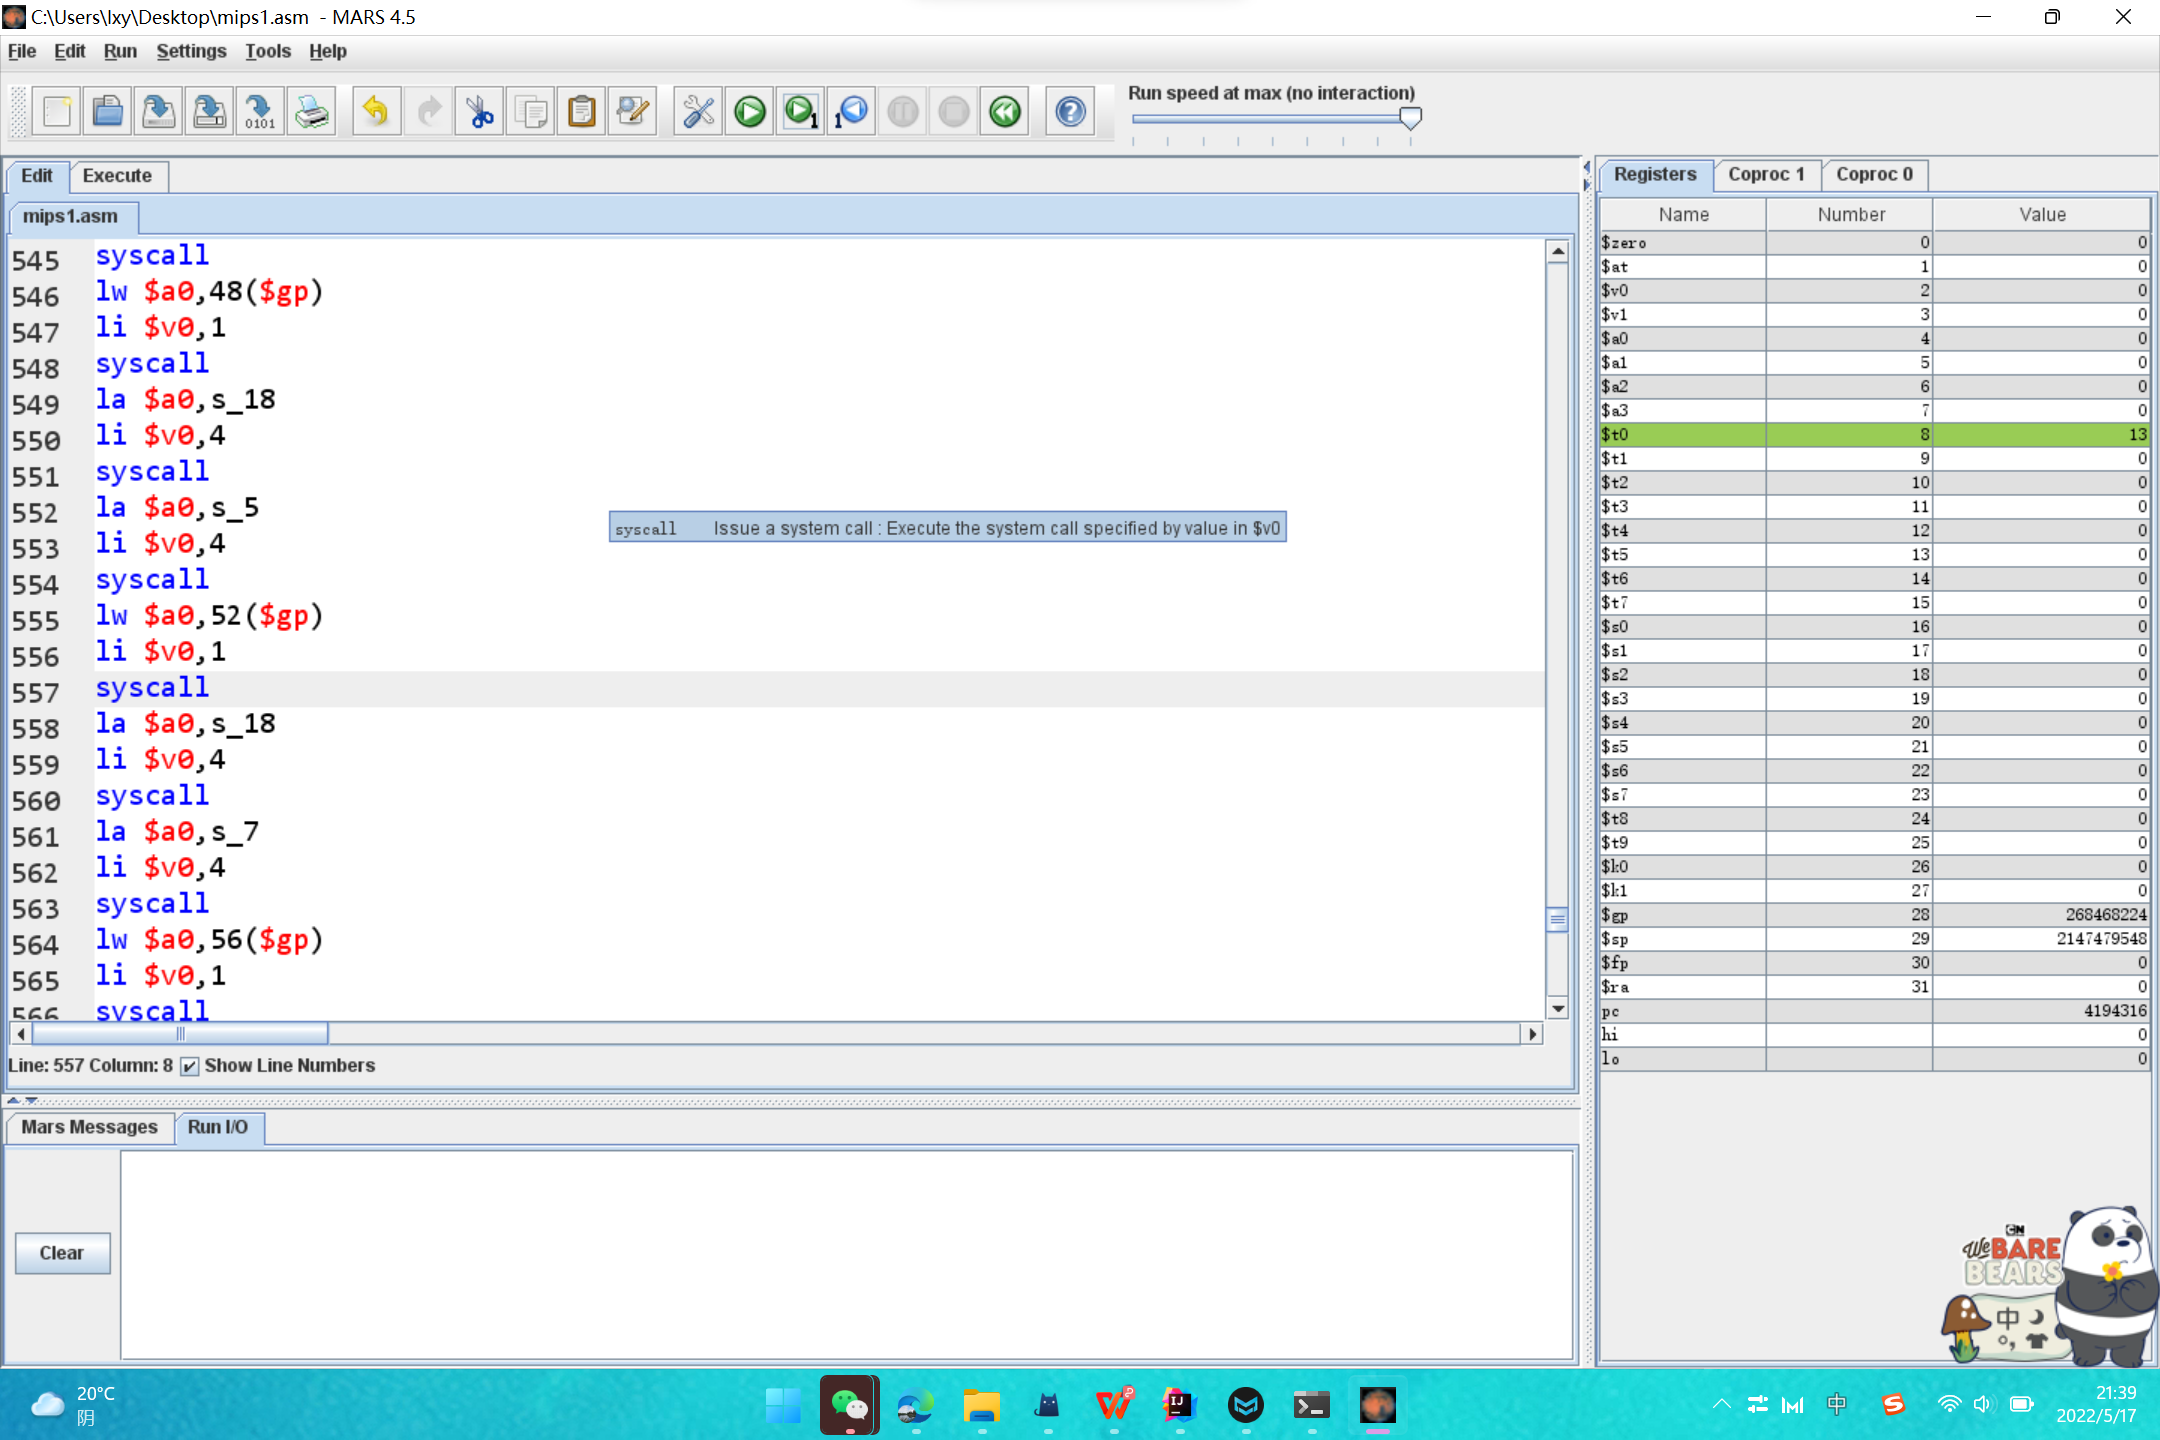 C:\Users\lxy\Desktop\mips1.asm - MARS 4.5
File Edit Run Settings Tools Help
0101
1
1
Run speed at max (no interaction)
Edit Execute
mips1.asm
545 syscall
546 lw $a0,48($gp)
547 li $v0,1
548 syscall
549 la $a0,s_18
550 li $v0,4
551 syscall
552 la $a0,s_5
553 li $v0,4
554 syscall
555 lw $a0,52($gp)
556 li $v0,1
557 syscall
558 la $a0,s_18
559 li $v0,4
560 syscall
561 la $a0,s_7
562 li $v0,4
563 syscall
564 lw $a0,56($gp)
565 li $v0,1
566 syscall
syscall Issue a system call : Execute the system call specified by value in $v0
Line: 557 Column: 8 Show Line Numbers
Mars Messages Run I/O
Clear
Registers Coproc 1 Coproc 0
Name Number Value
$zero 0 0
$at 1 0
$v0 2 0
$v1 3 0
$a0 4 0
$a1 5 0
$a2 6 0
$a3 7 0
$t0 8 13
$t1 9 0
$t2 10 0
$t3 11 0
$t4 12 0
$t5 13 0
$t6 14 0
$t7 15 0
$s0 16 0
$s1 17 0
$s2 18 0
$s3 19 0
$s4 20 0
$s5 21 0
$s6 22 0
$s7 23 0
$t8 24 0
$t9 25 0
$k0 26 0
$k1 27 0
$gp 28 268468224
$sp 29 2147479548
$fp 30 0
$ra 31 0
pc 4194316
hi 0
lo 0
CN
We BARE
BEARS
中
°,
20°C
阴
IJ
中
S
21:39
2022/5/17